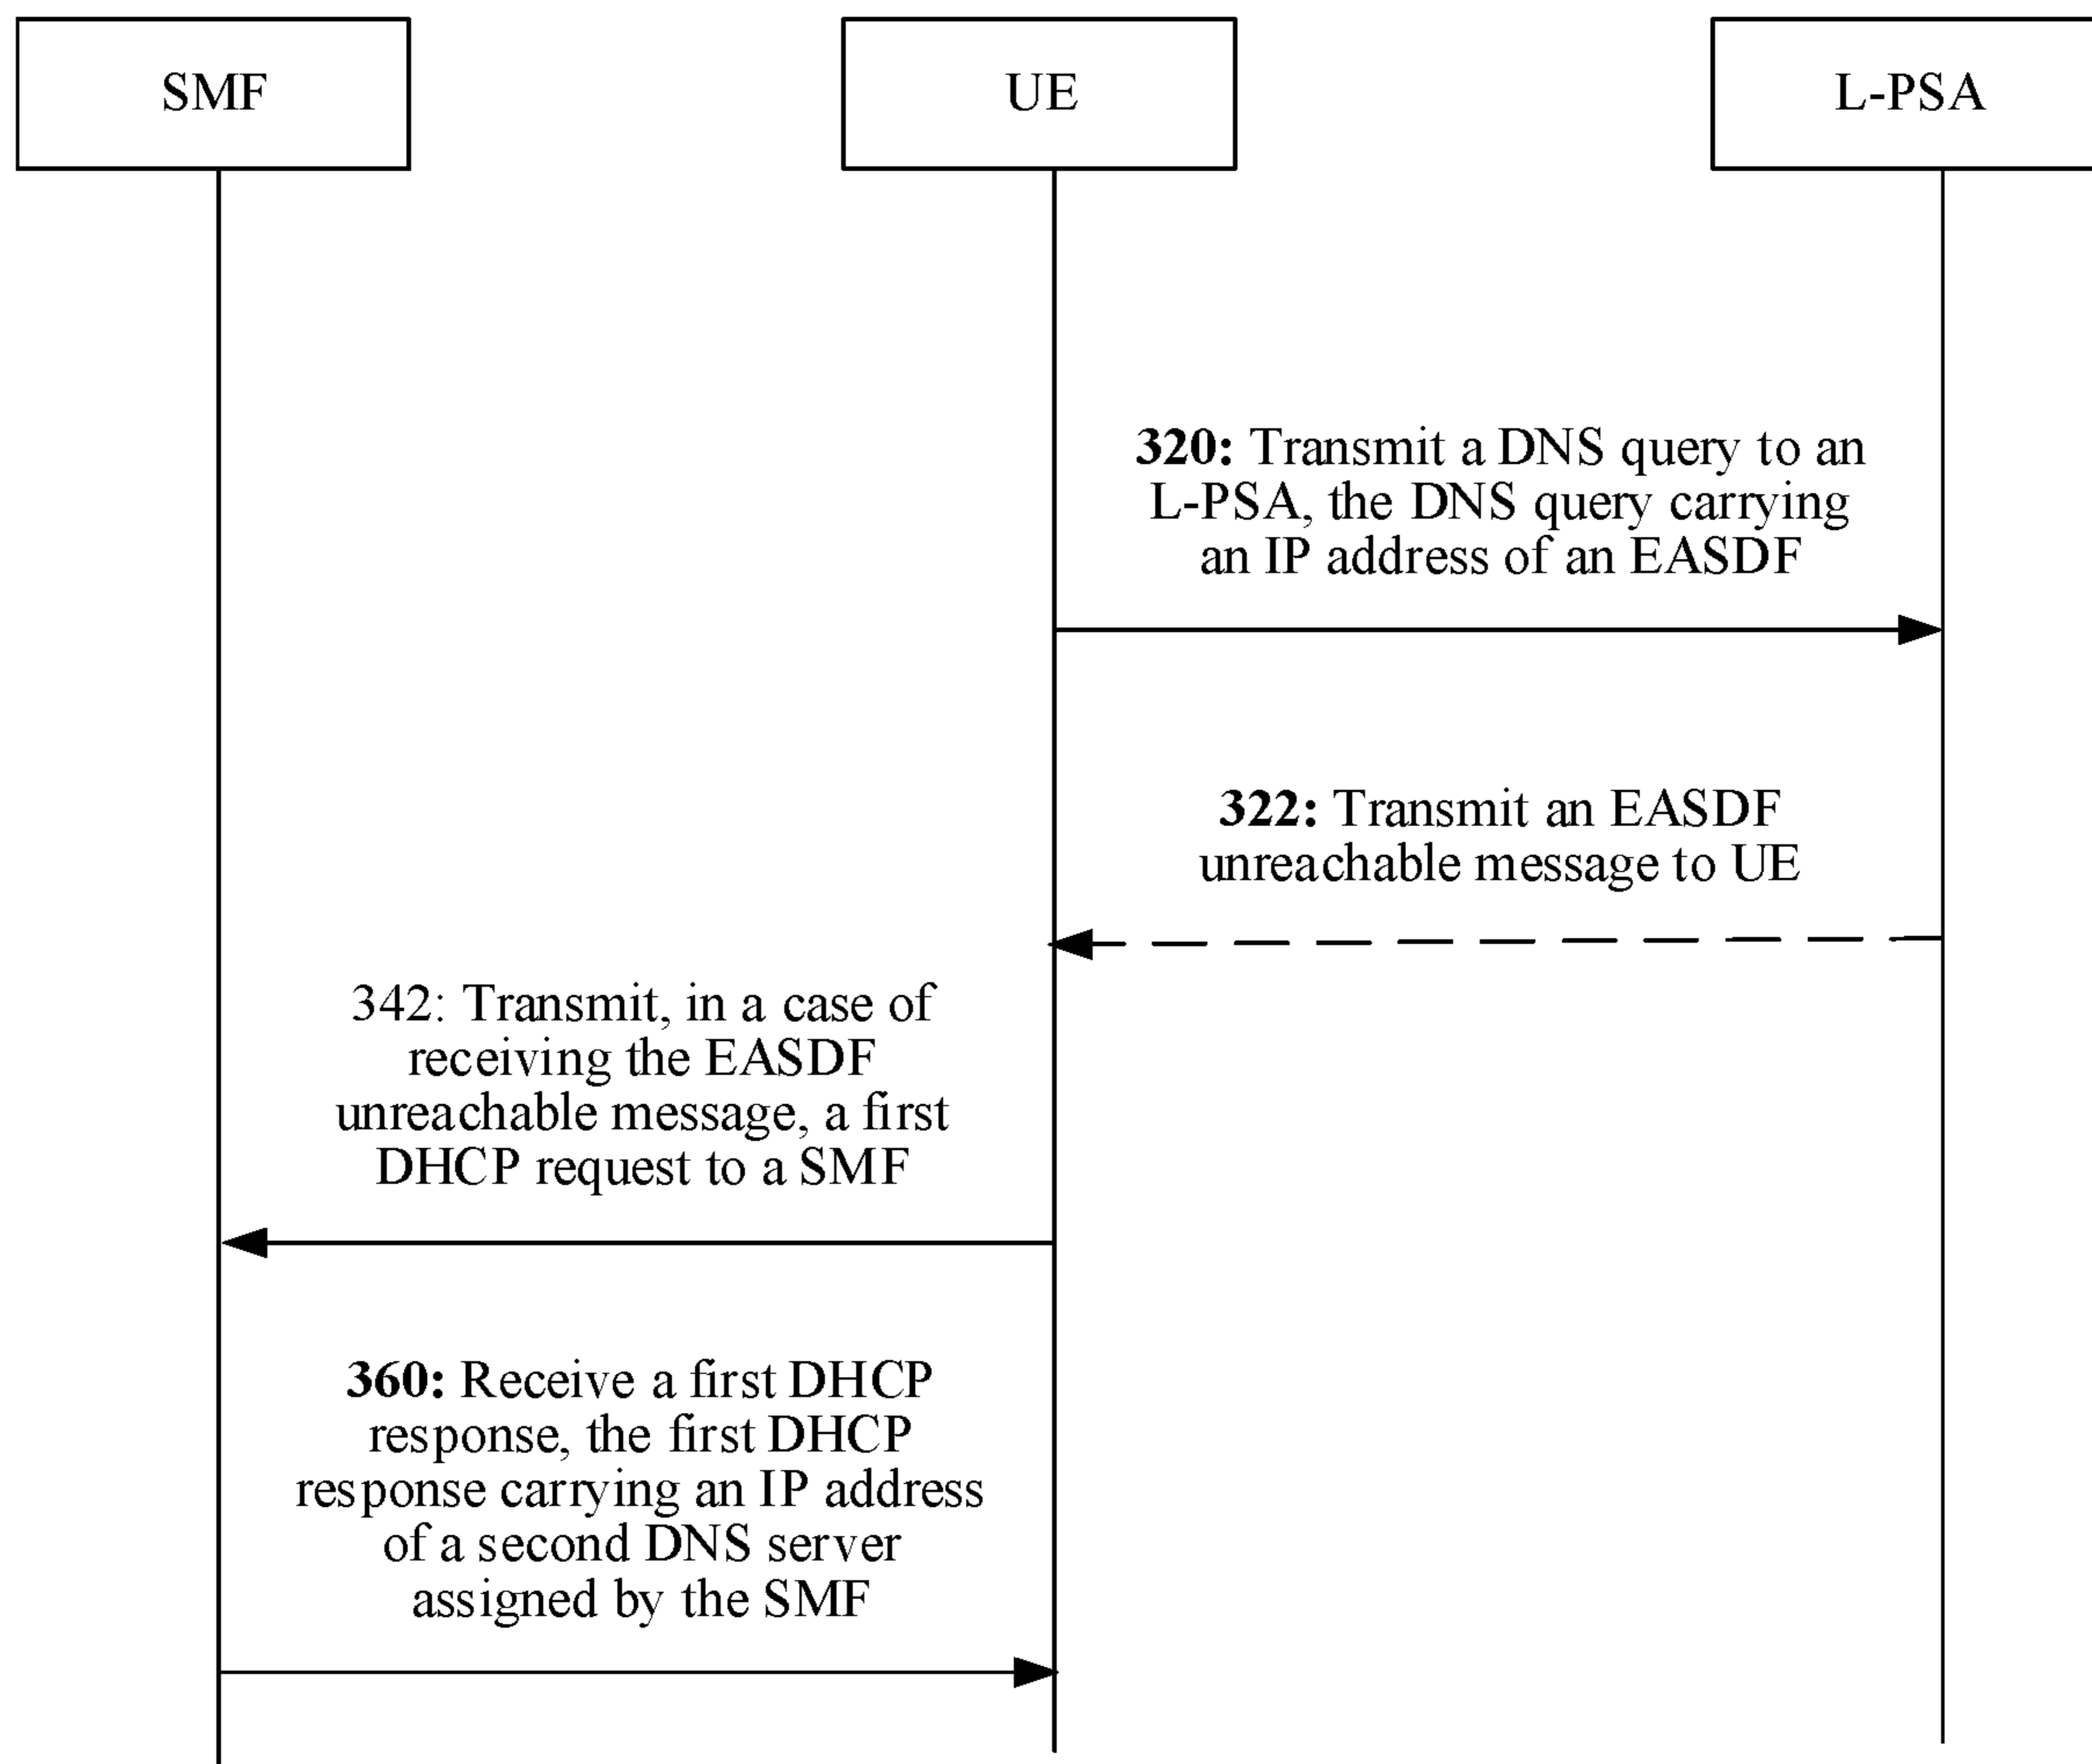 SMF
UE
L-PSA
320: Transmit a DNS query to an
L-PSA, the DNS query carrying
an IP address of an EASDF
322: Transmit an EASDF
unreachable message to UE
342: Transmit, in a case of
receiving the EASDF
unreachable message, a first
DHCP request to a SMF
360: Receive a first DHCP
response, the first DHCP
response carrying an IP address
of a second DNS server
assigned by the SMF